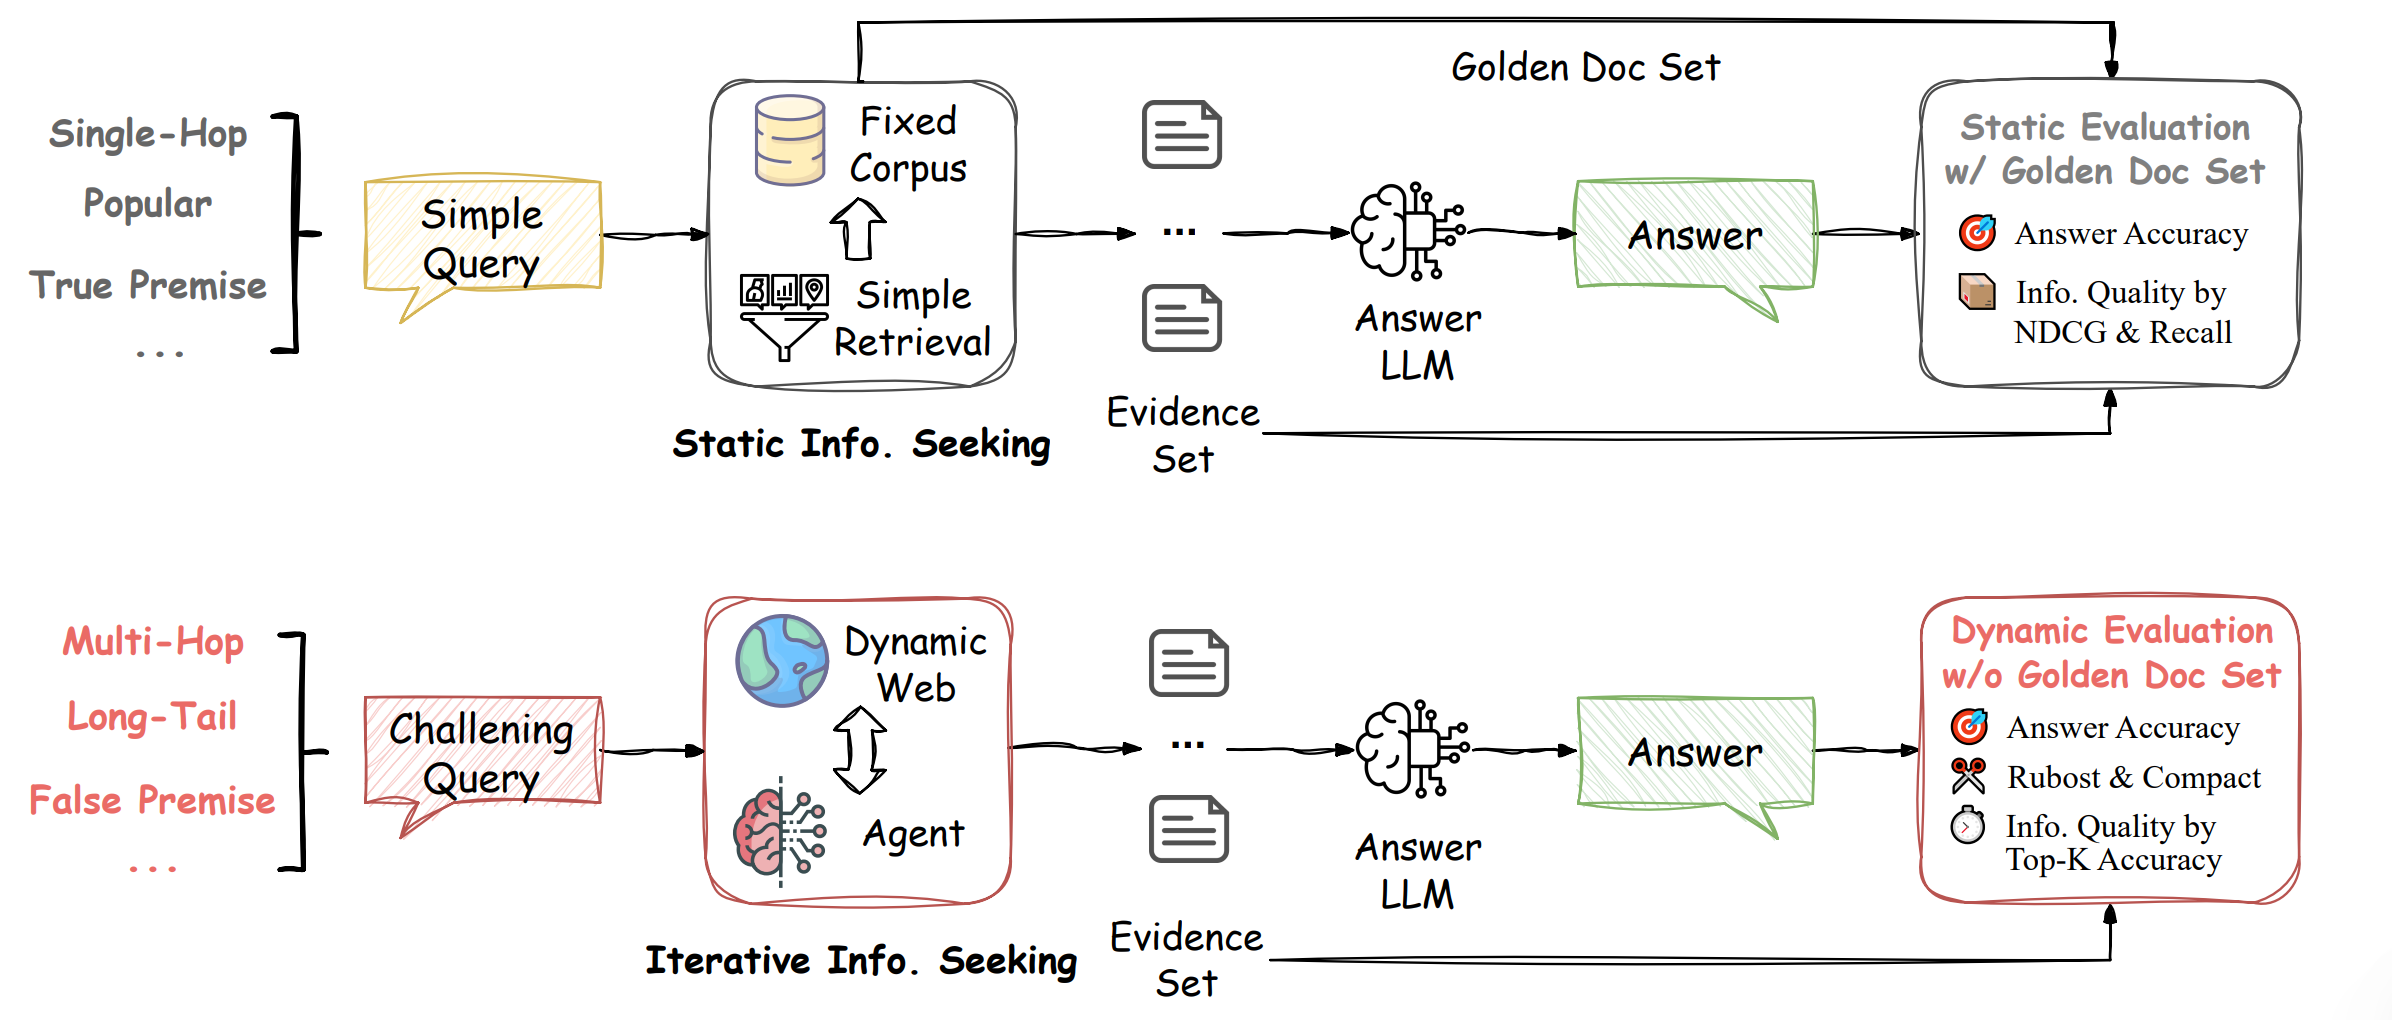 Golden Doc Set
Single-Hop
Popular
True Premise
...
Simple
Query
Fixed
Corpus
Simple
Retrieval
Static Info. Seeking
...
Evidence
Set
Answer
LLM
Answer
Static Evaluation
w/ Golden Doc Set
Answer Accuracy
Info. Quality by
NDCG & Recall
Multi-Hop
Long-Tail
False Premise
...
Challening
Query
Dynamic
Web
Agent
Iterative Info. Seeking
...
Evidence
Set
Answer
LLM
Answer
Dynamic Evaluation
w/o Golden Doc Set
Answer Accuracy
Rubost & Compact
Info. Quality by
Top-K Accuracy